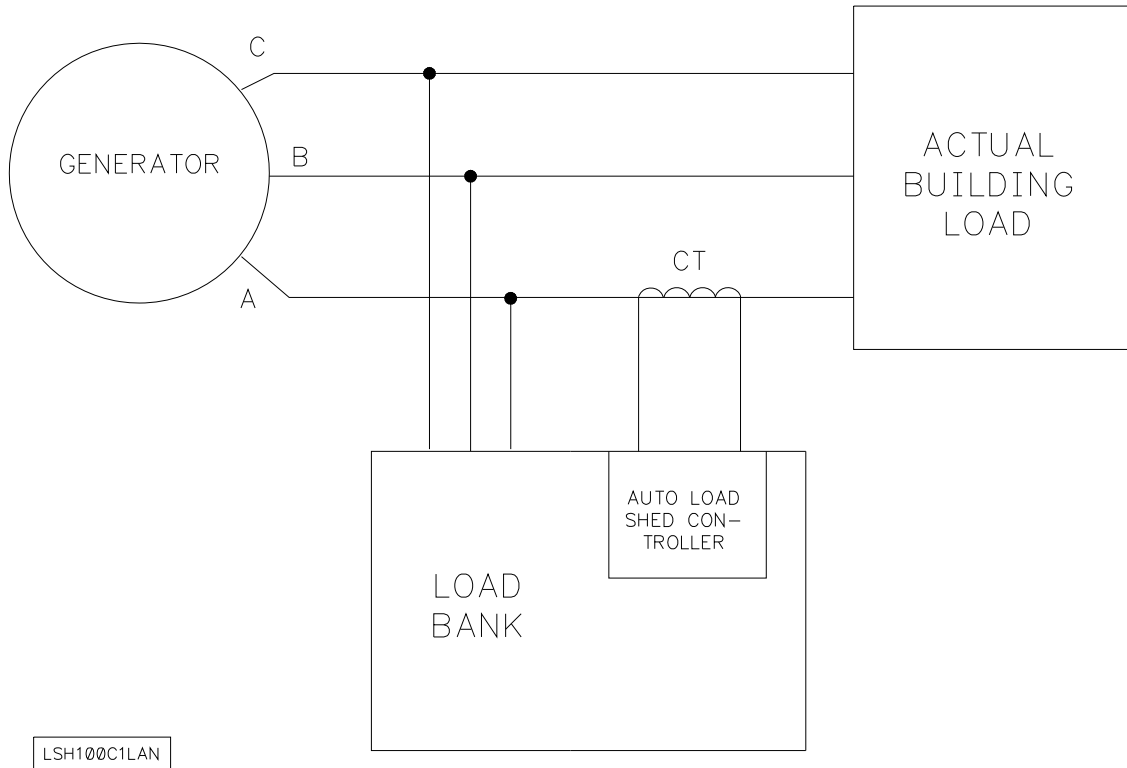 C
GENERATOR
B
A
CT
ACTUAL
BUILDING
LOAD
AUTO LOAD
SHED CON-
TROLLER
LOAD
BANK
LSH100C1LAN